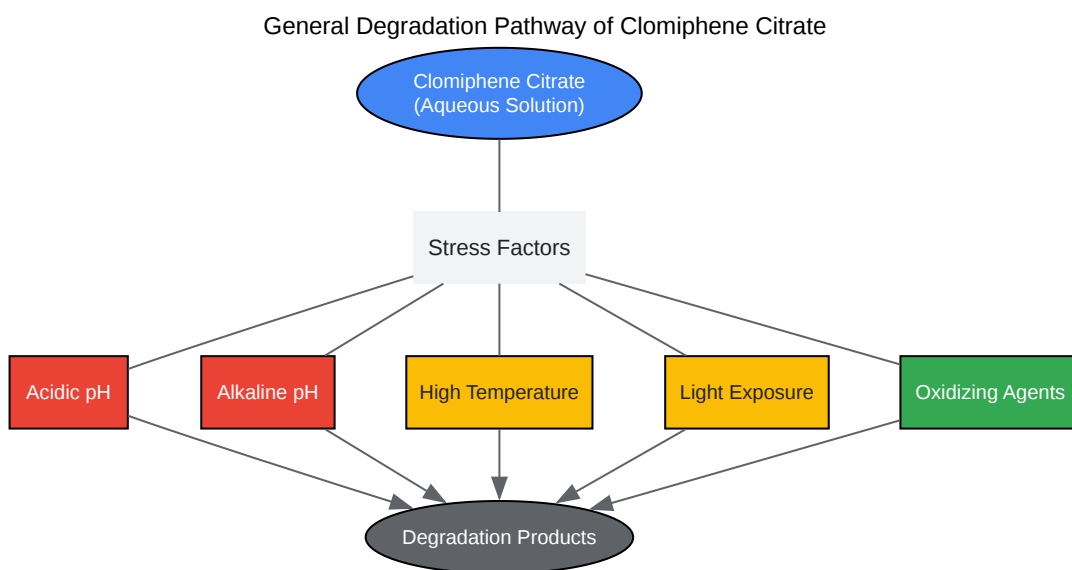 General Degradation Pathway of Clomiphene Citrate
Clomiphene Citrate
(Aqueous Solution)
Stress Factors
Acidic pH
Alkaline pH
High Temperature
Light Exposure
Oxidizing Agents
Degradation Products